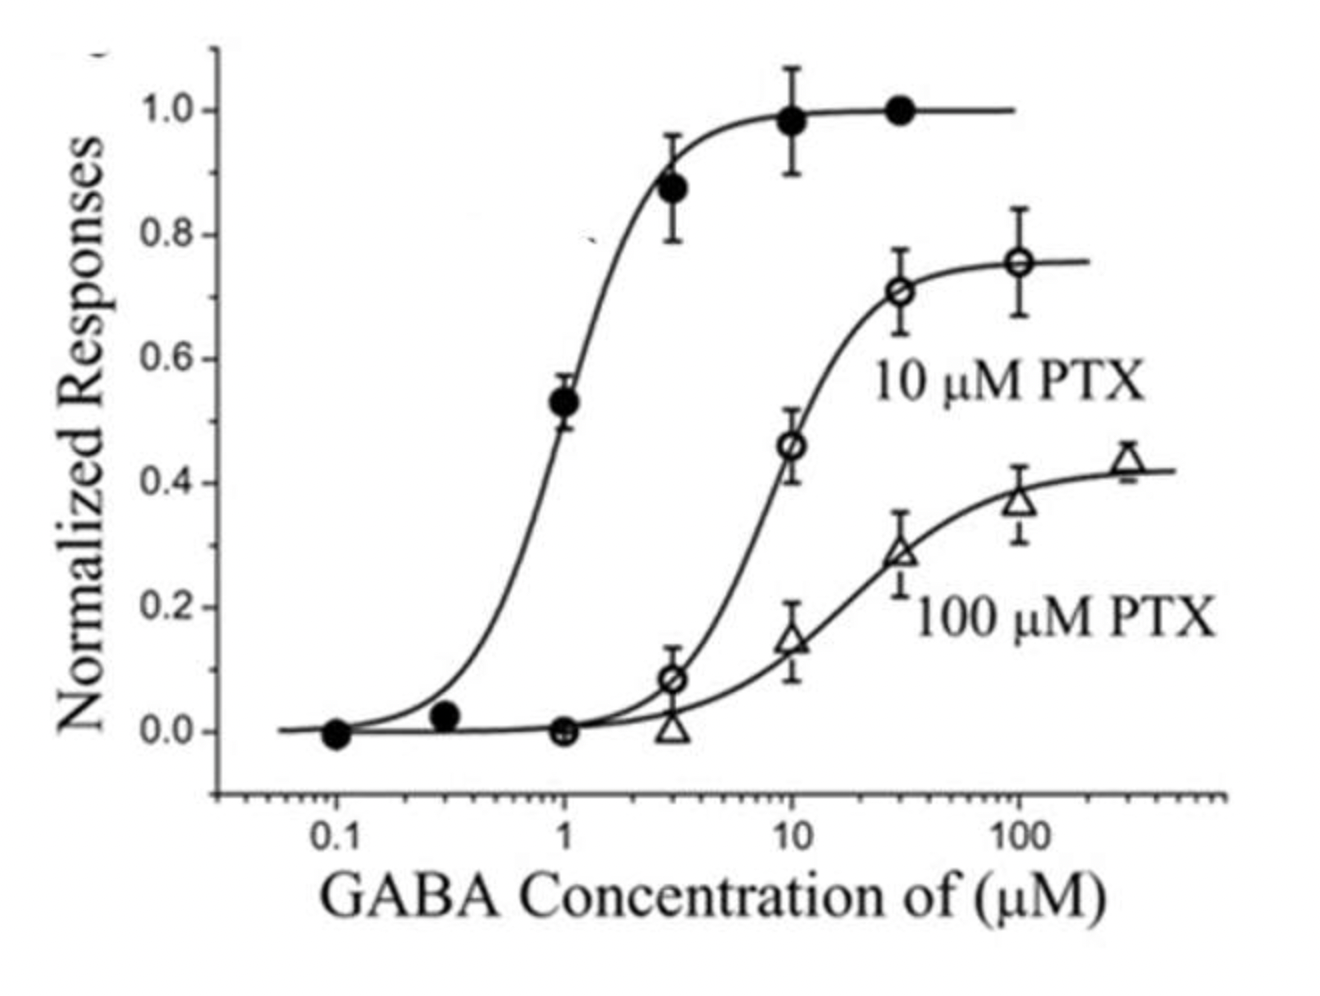 Normalized Responses
1.0
0.8
0.6
0.4
0.2
0.0
10 μM PTX
100 μM PTX
0.1 1 10 100
GABA Concentration of (μM)